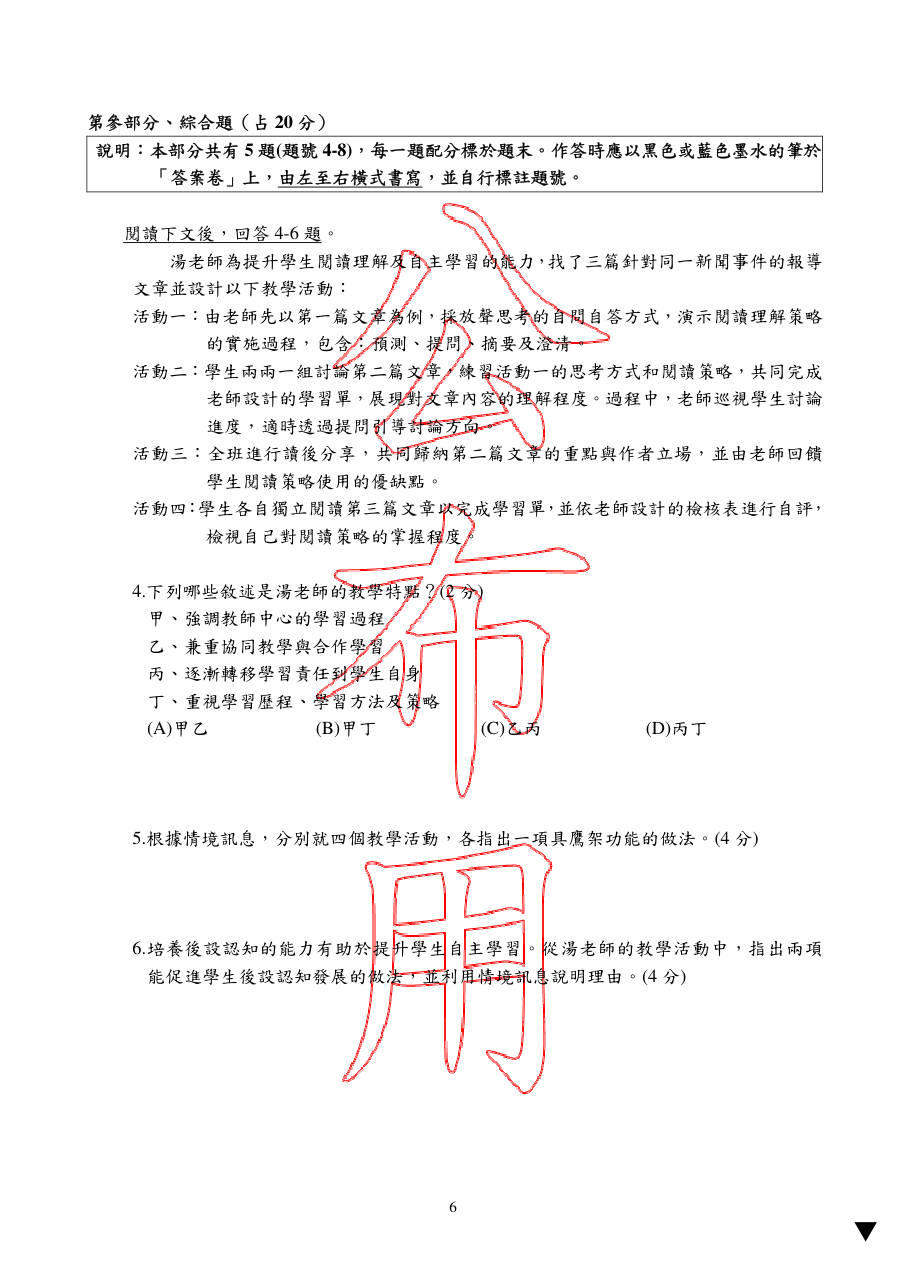 第參部分、綜合題（占 20 分）
說明：本部分共有 5 題(題號 4-8)，每一題配分標於題末。作答時應以黑色或藍色墨水的筆於
「答案卷」上，由左至右橫式書寫，並自行標註題號。
閱讀下文後，回答 4-6 題。
湯老師為提升學生閱讀理解及自主學習的能力，找了三篇針對同一新聞事件的報導
文章並設計以下教學活動：
活動一：由老師先以第一篇文章為例，採放聲思考的自問自答方式，演示閱讀理解策略
的實施過程，包含：預測、提問、摘要及澄清。
活動二：學生兩兩一組討論第二篇文章，練習活動一的思考方式和閱讀策略，共同完成
老師設計的學習單，展現對文章內容的理解程度。過程中，老師巡視學生討論
進度，適時透過提問引導討論方向。
活動三：全班進行讀後分享，共同歸納第二篇文章的重點與作者立場，並由老師回饋
學生閱讀策略使用的優缺點。
活動四：學生各自獨立閱讀第三篇文章以完成學習單，並依老師設計的檢核表進行自評，
檢視自己對閱讀策略的掌握程度。
4.下列哪些敘述是湯老師的教學特點？(2 分)
甲、強調教師中心的學習過程
乙、兼重協同教學與合作學習
丙、逐漸轉移學習責任到學生自身
丁、重視學習歷程、學習方法及策略
(A)甲乙 (B)甲丁 (C)乙丙 (D)丙丁
5.根據情境訊息，分別就四個教學活動，各指出一項具鷹架功能的做法。(4 分)
6.培養後設認知的能力有助於提升學生自主學習。從湯老師的教學活動中，指出兩項
能促進學生後設認知發展的做法，並利用情境訊息說明理由。(4 分)
公布用
6